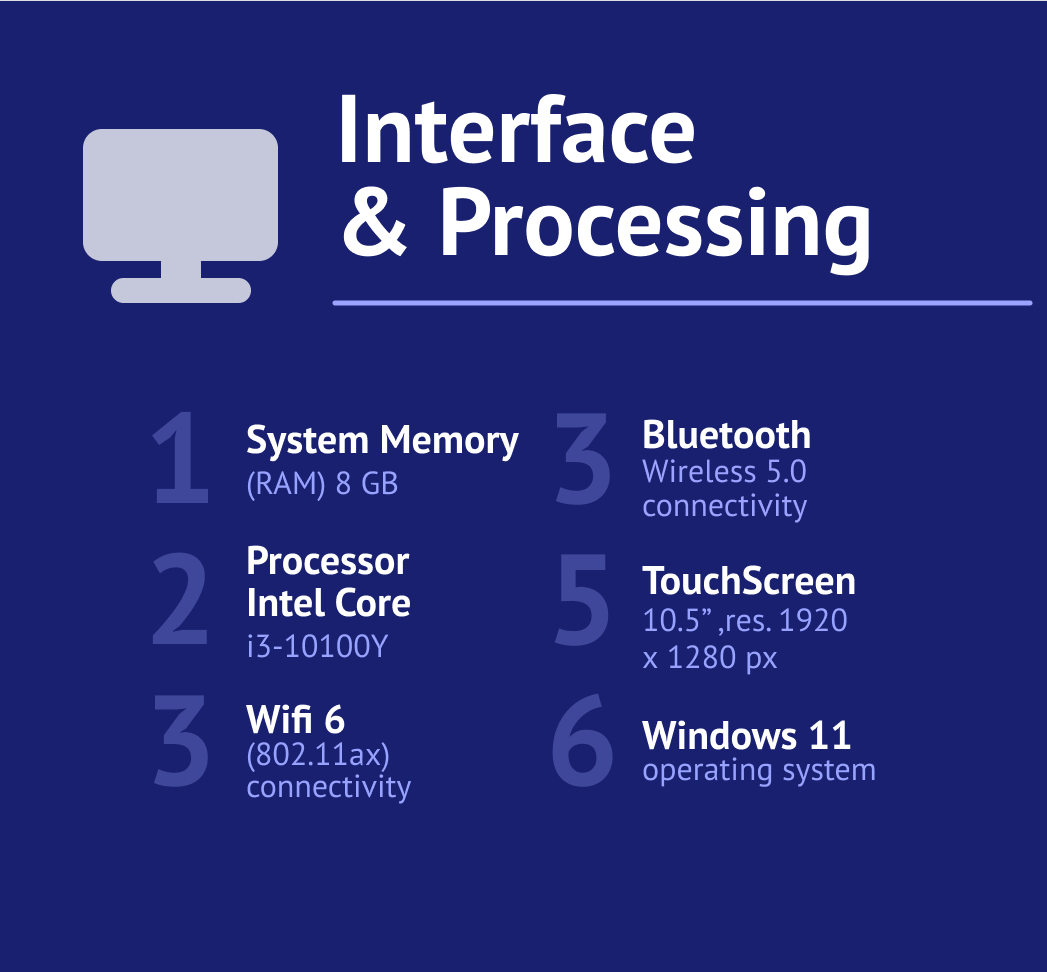 Interface
& Processing
1
System Memory
(RAM) 8 GB
2
Processor
Intel Core
i3-10100Y
3
Wifi 6
(802.11ax)
connectivity
3
Bluetooth
Wireless 5.0
connectivity
5
TouchScreen
10.5” ,res. 1920
x 1280 px
6
Windows 11
operating system